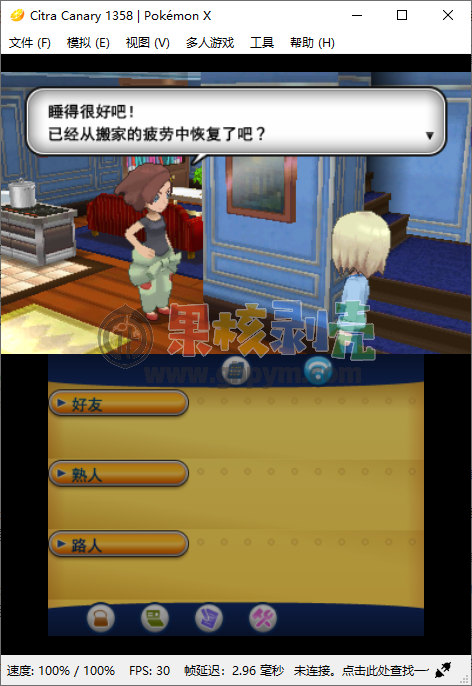 Citra Canary 1358 | Pokémon X
文件 (F) 模拟 (E) 视图 (V) 多人游戏 工具 帮助 (H)
睡得很好吧！
已经从搬家的疲劳中恢复了吧？
果核剥壳
好友
熟人
路人
速度: 100% / 100% FPS: 30 帧延迟: 2.96 毫秒 未连接。点击此处查找一个